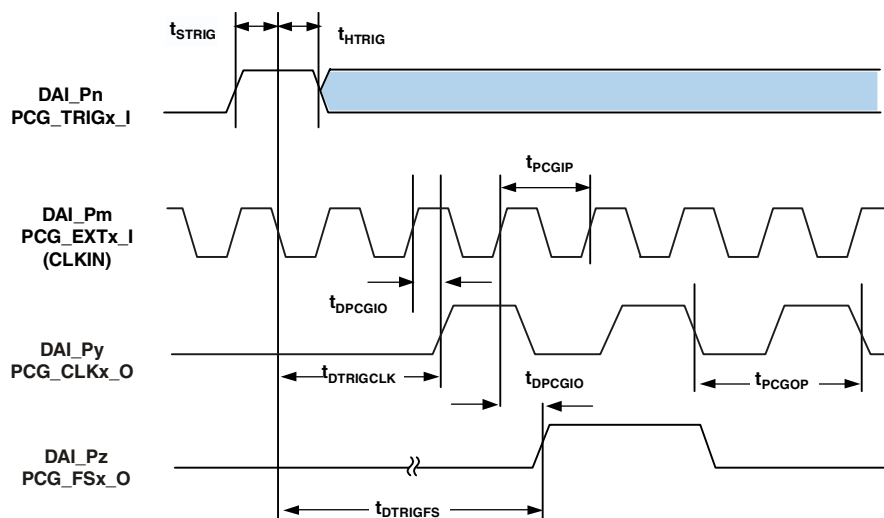 tSTRIG
tHTRIG
DAI_Pn
PCG_TRIGx_I
tPCGIP
DAI_Pm
PCG_EXTx_I
(CLKIN)
tDPCGIO
DAI_Py
PCG_CLKx_O
tDTRIGCLK
tDPCGIO
tPCGOP
DAI_Pz
PCG_FSx_O
tDTRIGFS